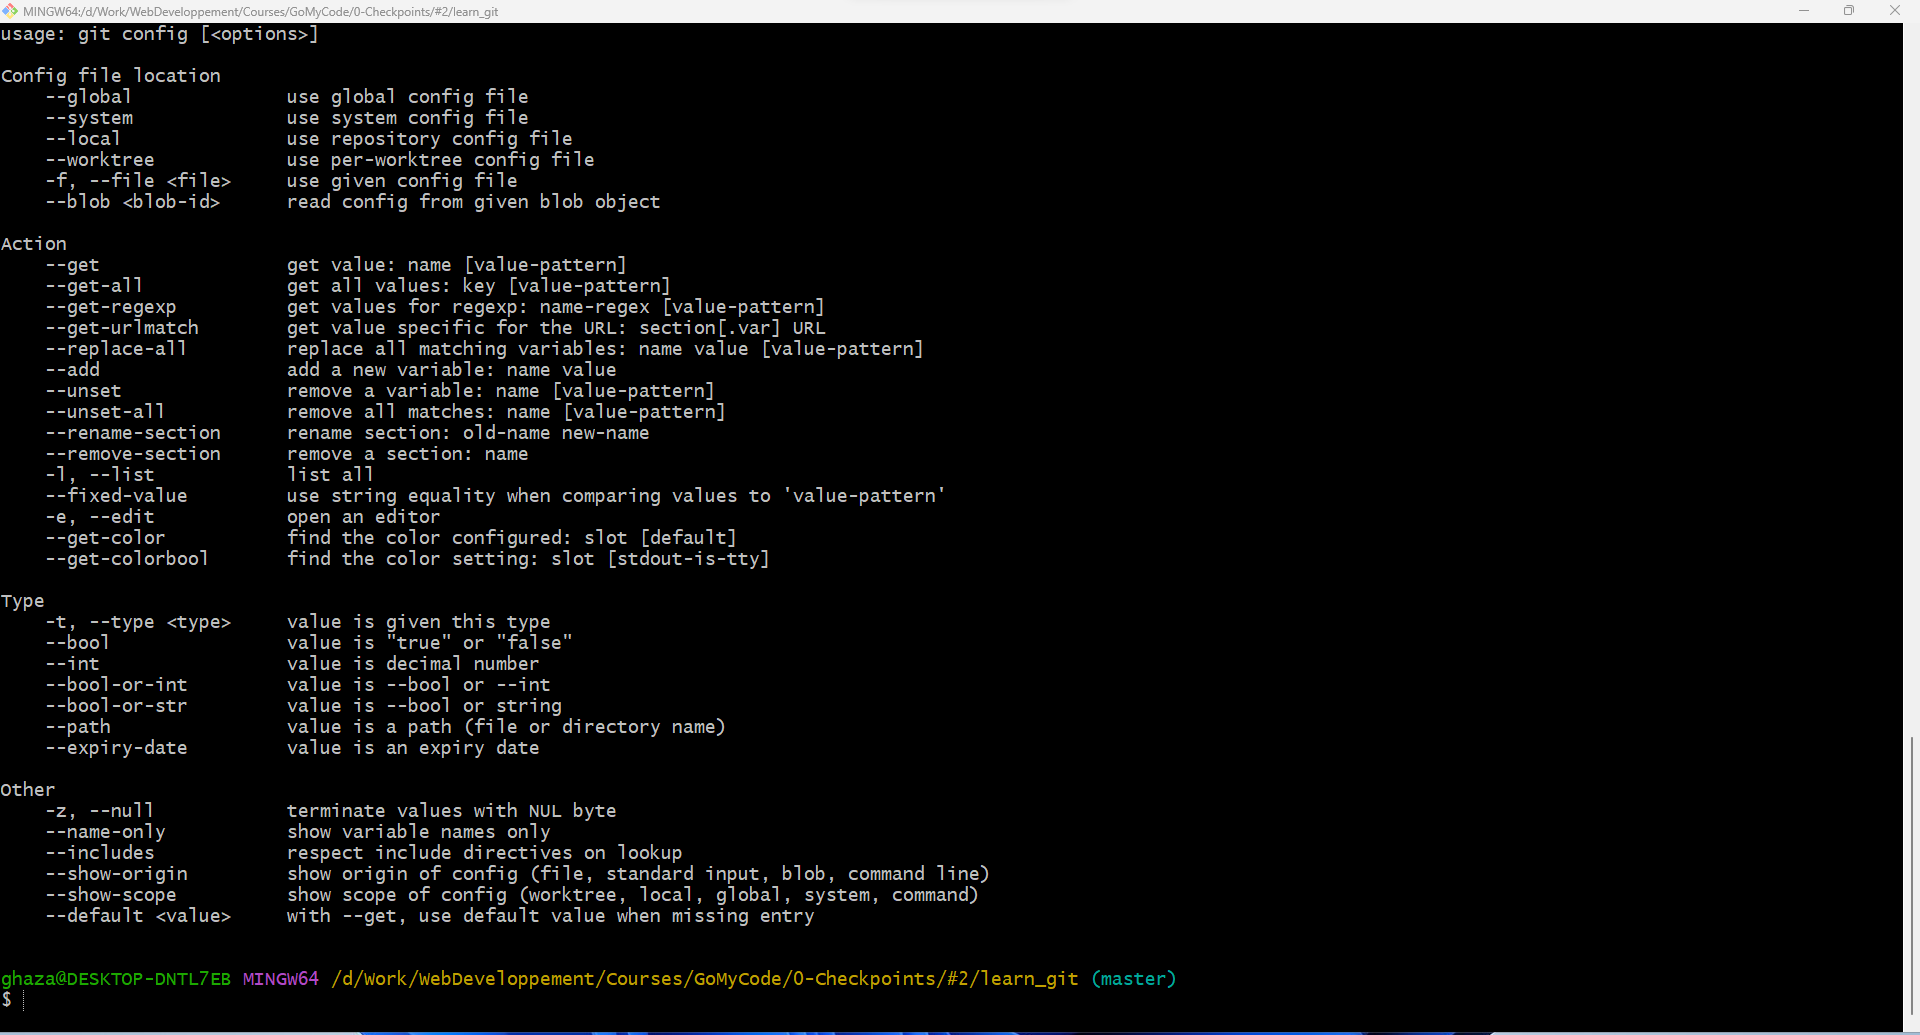 MINGW64:/d/Work/WebDeveloppement/Courses/GoMyCode/0-Checkpoints/#2/learn_git
usage: git config [<options>]

Config file location
    --global              use global config file
    --system              use system config file
    --local               use repository config file
    --worktree            use per-worktree config file
    -f, --file <file>     use given config file
    --blob <blob-id>      read config from given blob object

Action
    --get                 get value: name [value-pattern]
    --get-all             get all values: key [value-pattern]
    --get-regexp          get values for regexp: name-regex [value-pattern]
    --get-urlmatch        get value specific for the URL: section[.var] URL
    --replace-all         replace all matching variables: name value [value-pattern]
    --add                 add a new variable: name value
    --unset               remove a variable: name [value-pattern]
    --unset-all           remove all matches: name [value-pattern]
    --rename-section      rename section: old-name new-name
    --remove-section      remove a section: name
    -l, --list            list all
    --fixed-value         use string equality when comparing values to 'value-pattern'
    -e, --edit            open an editor
    --get-color           find the color configured: slot [default]
    --get-colorbool       find the color setting: slot [stdout-is-tty]

Type
    -t, --type <type>     value is given this type
    --bool                value is "true" or "false"
    --int                 value is decimal number
    --bool-or-int         value is --bool or --int
    --bool-or-str         value is --bool or string
    --path                value is a path (file or directory name)
    --expiry-date         value is an expiry date

Other
    -z, --null            terminate values with NUL byte
    --name-only           show variable names only
    --includes            respect include directives on lookup
    --show-origin         show origin of config (file, standard input, blob, command line)
    --show-scope          show scope of config (worktree, local, global, system, command)
    --default <value>     with --get, use default value when missing entry

ghaza@DESKTOP-DNTL7EB MINGW64 /d/Work/WebDeveloppement/Courses/GoMyCode/0-Checkpoints/#2/learn_git (master)
$